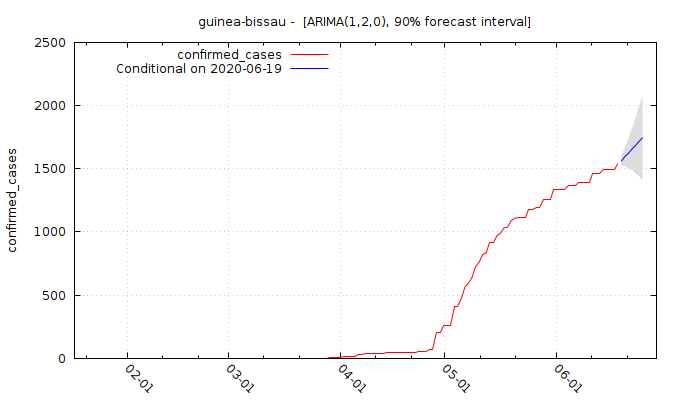 guinea-bissau -  [ARIMA(1,2,0), 90% forecast interval]
confirmed_cases
Conditional on 2020-06-19
2500
2000
1500
1000
500
0
confirmed_cases
02-01
03-01
04-01
05-01
06-01